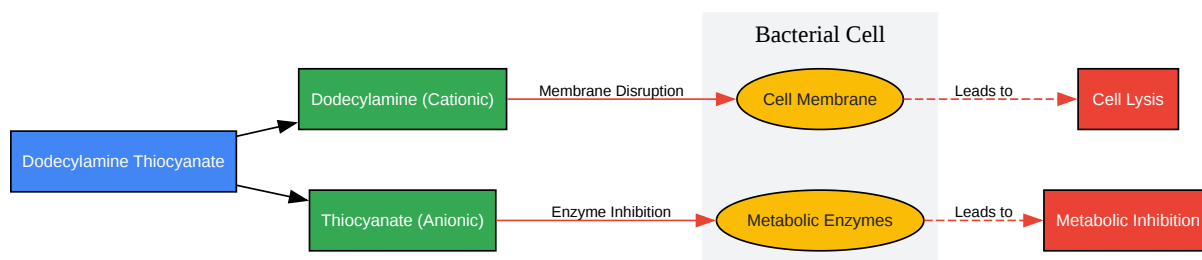 Bacterial Cell
Dodecylamine (Cationic)
Membrane Disruption
Cell Membrane
Leads to
Cell Lysis
Dodecylamine Thiocyanate
Thiocyanate (Anionic)
Enzyme Inhibition
Metabolic Enzymes
Leads to
Metabolic Inhibition